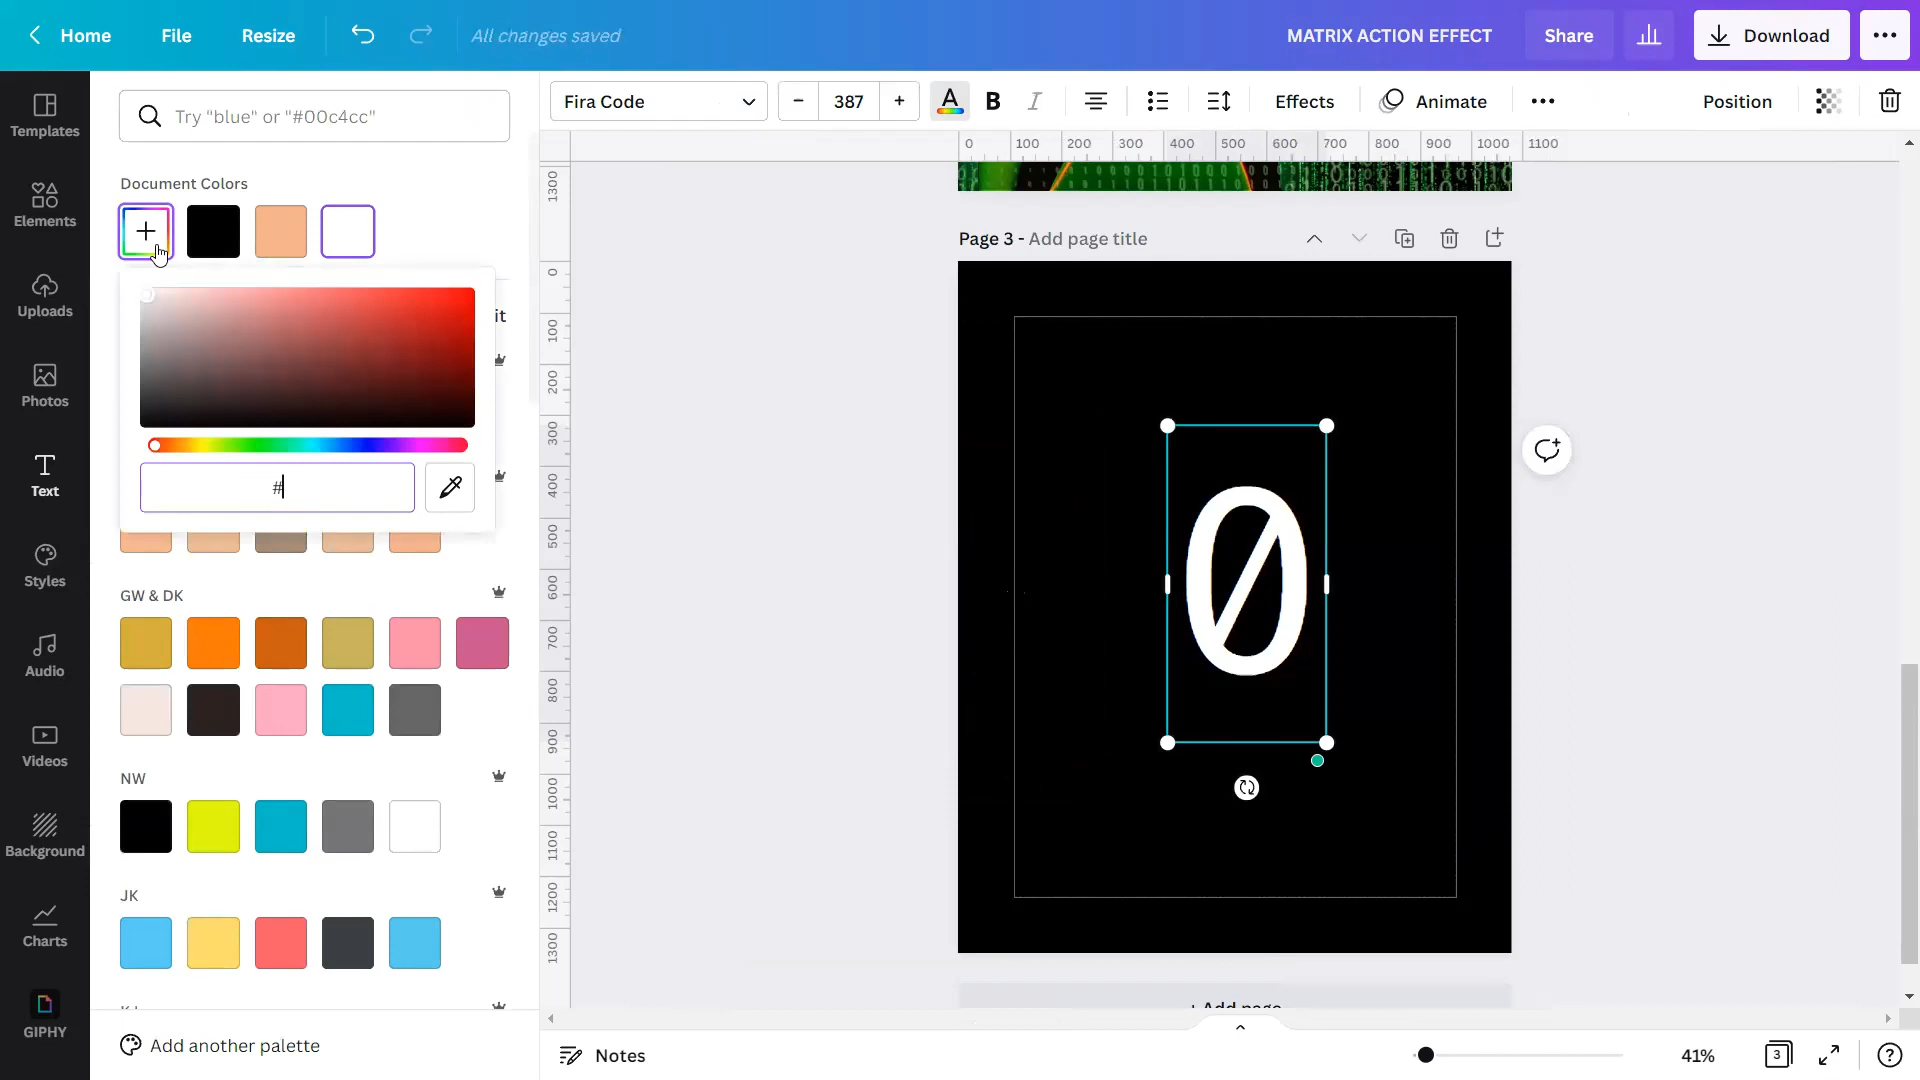 Home
File
Resize
All changes saved
MATRIX ACTION EFFECT
Share
Download
Templates
Elements
Uploads
Photos
Text
Styles
Audio
Videos
Background
Charts
GIPHY
Try "blue" or "#00c4cc"
Document Colors
it
#
GW & DK
NW
JK
Add another palette
Fira Code
- 387 +
A B I
Effects
Animate
Position
0 100 200 300 400 500 600 700 800 900 1000 1100
1300
0
100
200
300
400
500
600
700
800
900
1000
1100
1200
1300
Page 3 - Add page title
0
+ Add page
Notes
41%
3
?